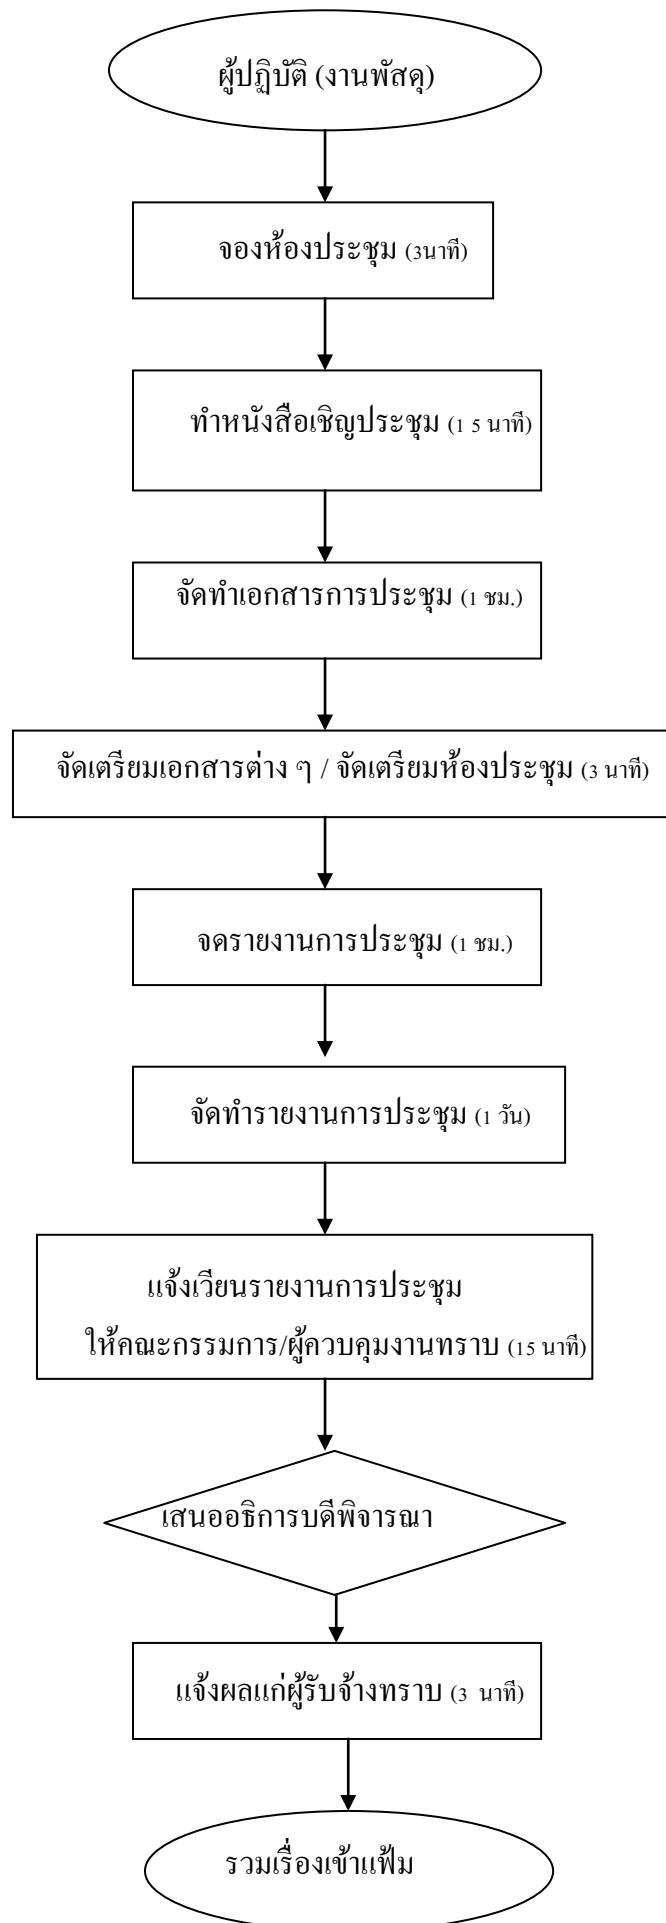 ผู้ปฏิบัติ (งานพัสดุ)
จองห้องประชุม (3นาที)
ทำหนังสือเชิญประชุม (1 5 นาที)
จัดทำเอกสารการประชุม (1 ชม.)
จัดเตรียมเอกสารต่าง ๆ / จัดเตรียมห้องประชุม (3 นาที)
จดรายงานการประชุม (1 ชม.)
จัดทำรายงานการประชุม (1 วัน)
แจ้งเวียนรายงานการประชุม
ให้คณะกรรมการ/ผู้ควบคุมงานทราบ (15 นาที)
เสนออธิการบดีพิจารณา
แจ้งผลแก่ผู้รับจ้างทราบ (3 นาที)
รวมเรื่องเข้าแฟ้ม